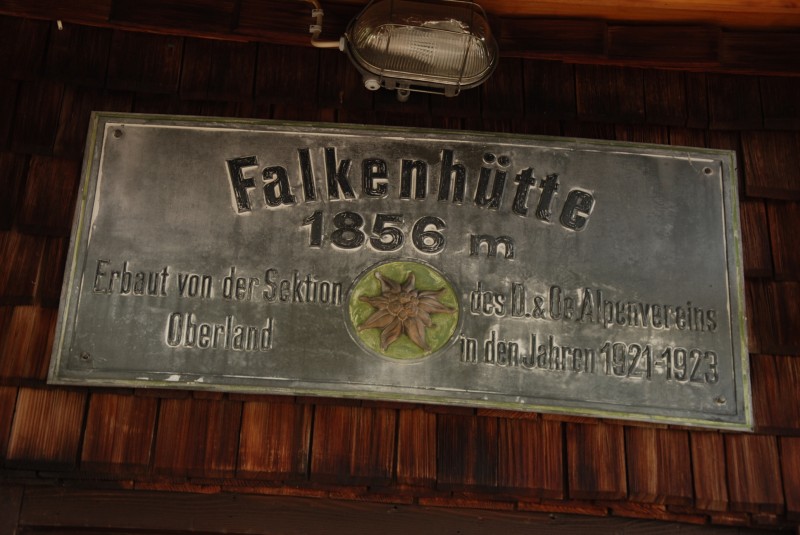 Falkenhütte
1856 m
Erbaut von der Sektion des D. & Oe. Alpenvereins
Oberland in den Jahren 1921-1923